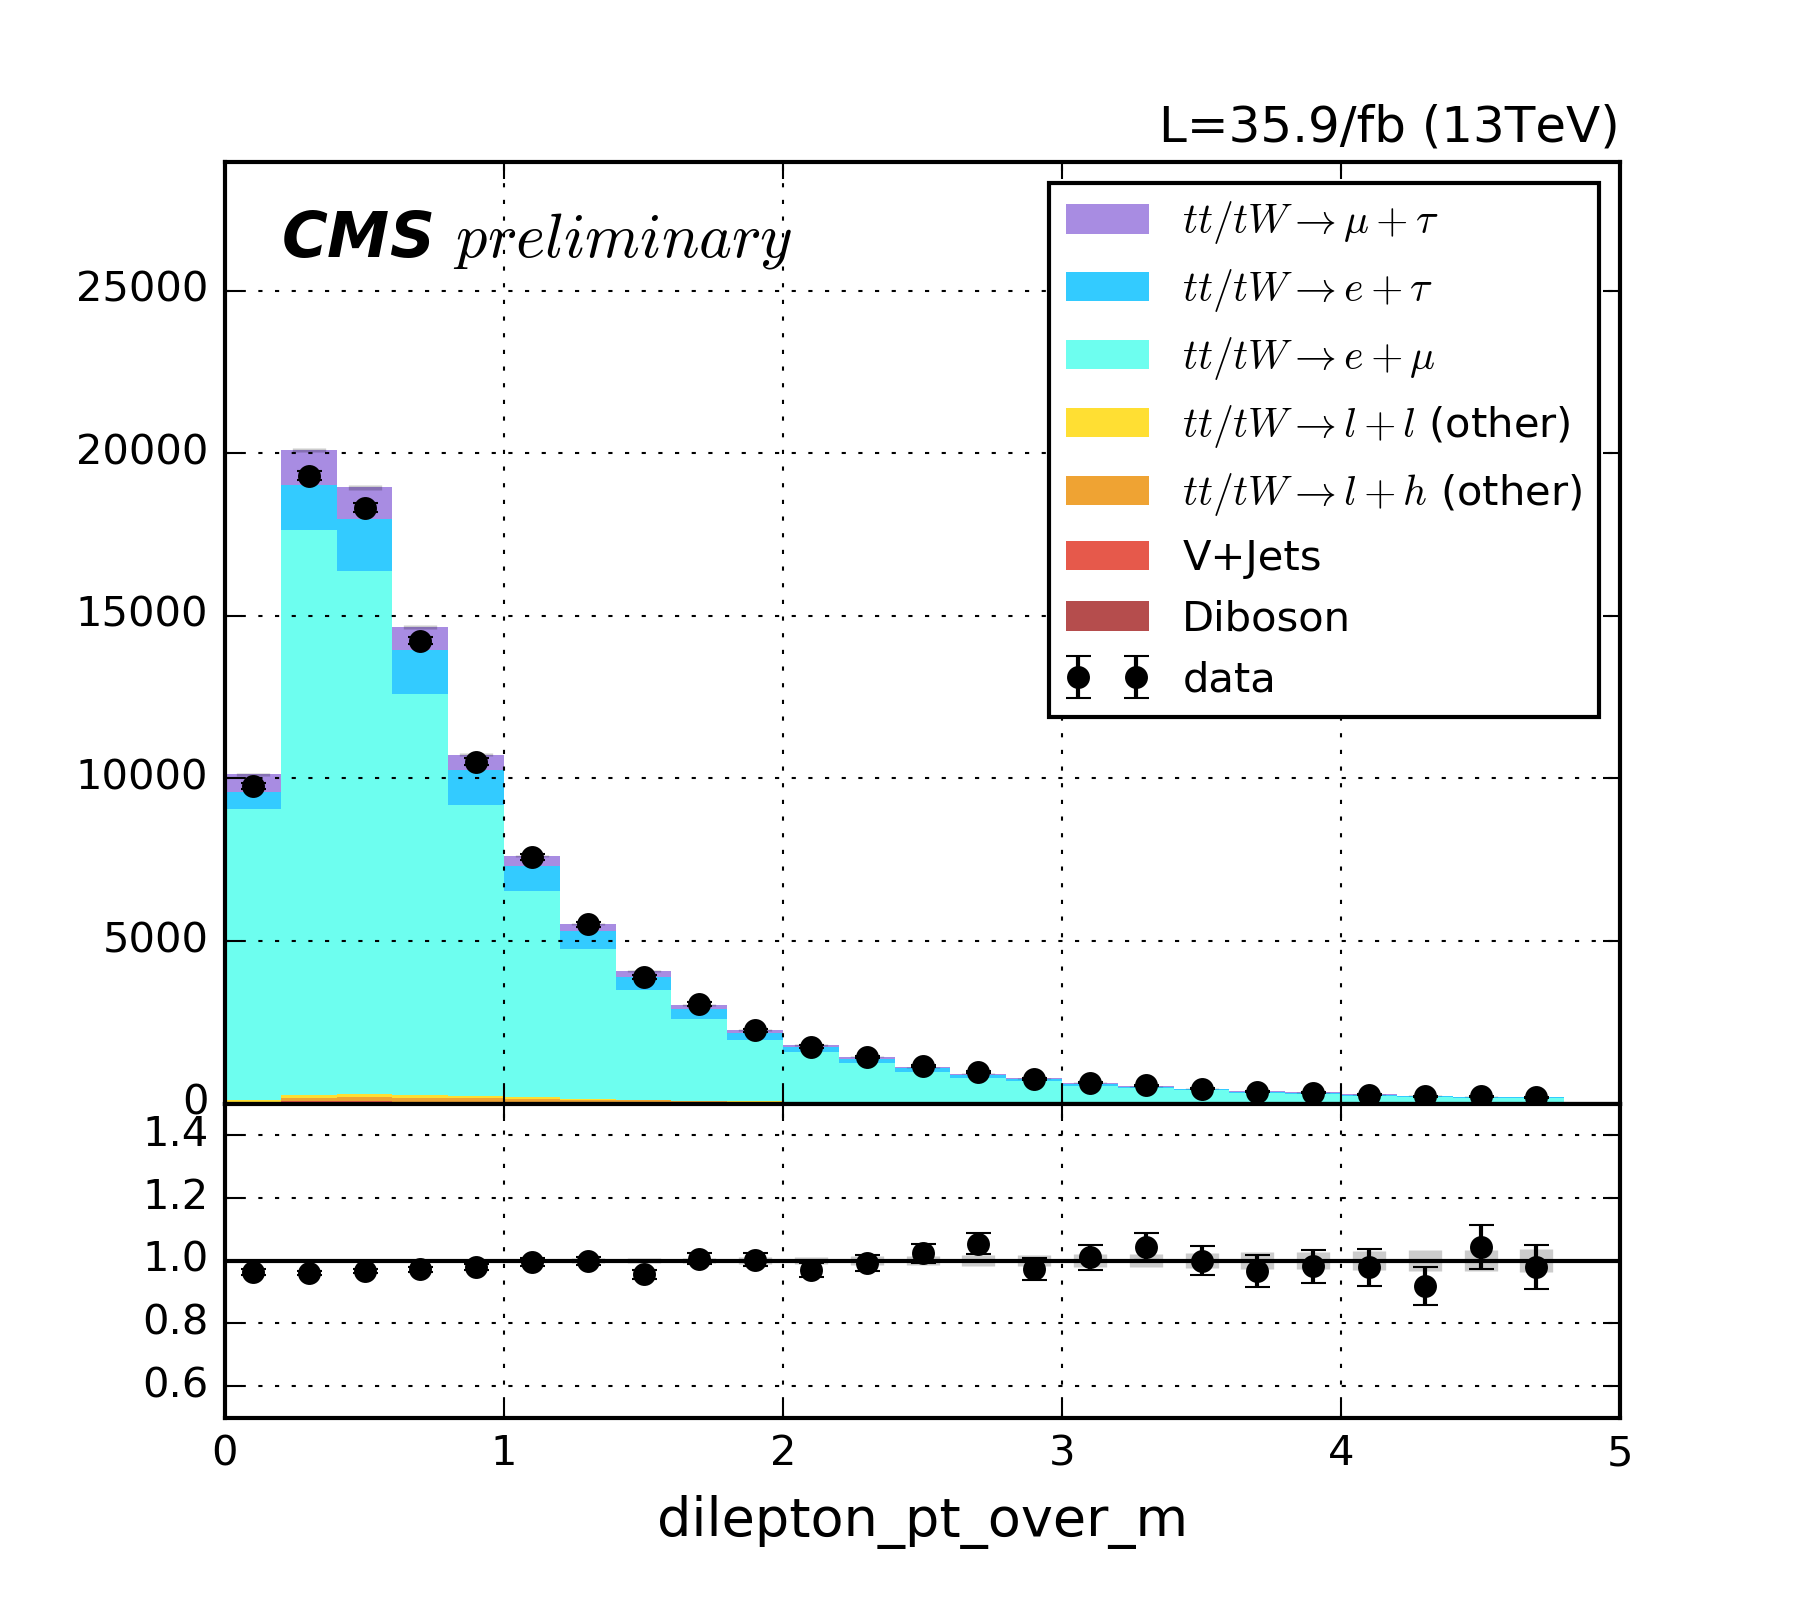 L=35.9/fb (13TeV)
CMS preliminary
tt/tW→μ+τ
tt/tW→e+τ
tt/tW→e+μ
tt/tW→l+l (other)
tt/tW→l+h (other)
V+Jets
Diboson
data
25000
20000
15000
10000
5000
0
1.4
1.2
1.0
0.8
0.6
0 1 2 3 4 5
dilepton_pt_over_m